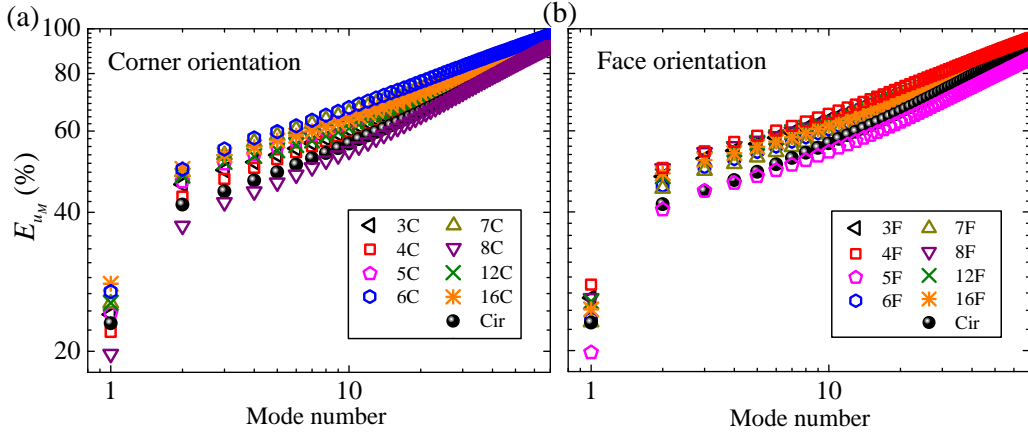 (a)
Corner orientation
100
80
60
40
20
E_{u_M} (%)
1
10
Mode number
3C 7C
4C 8C
5C 12C
6C 16C
Cir
(b)
Face orientation
1
10
Mode number
3F 7F
4F 8F
5F 12F
6F 16F
Cir